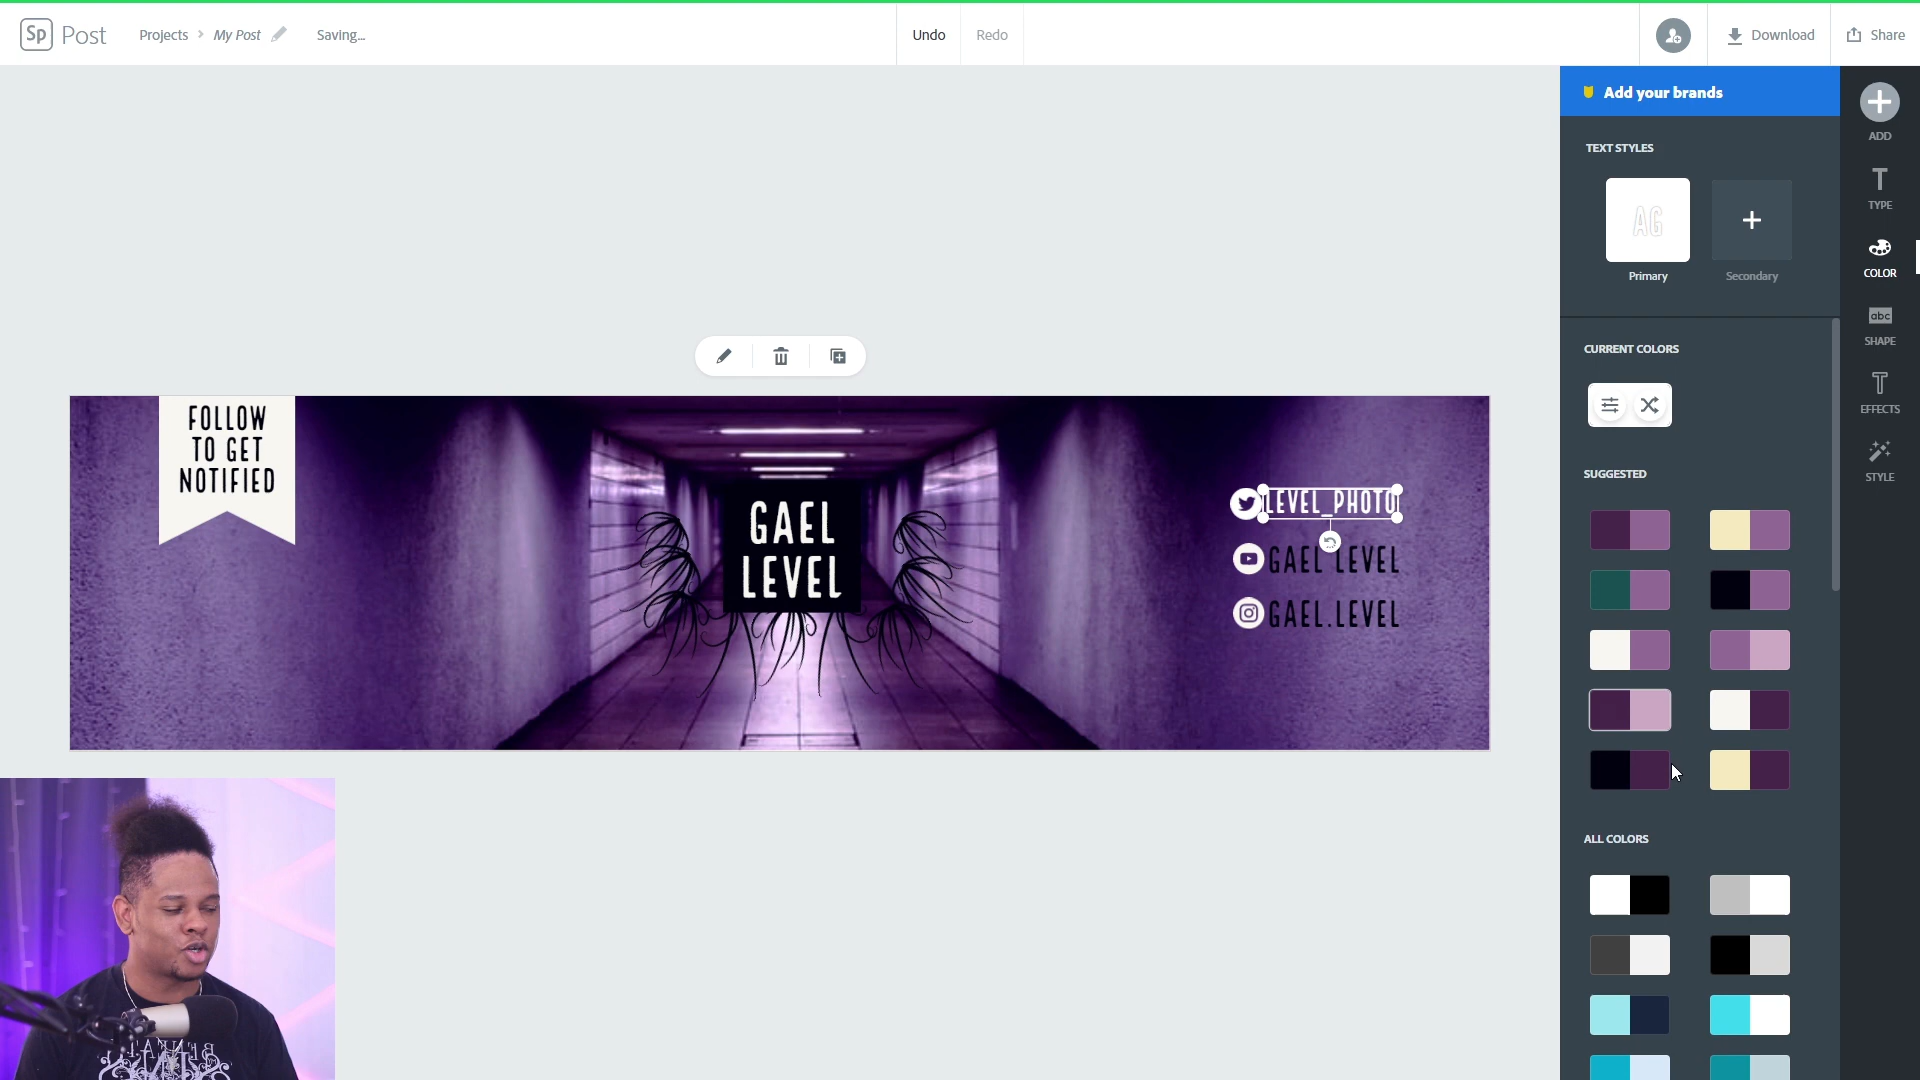 Sp Post
Projects > My Post
Saving...
Undo
Redo
Download
Share
Add your brands
TEXT STYLES
AG
Primary
Secondary
CURRENT COLORS
SUGGESTED
ALL COLORS
ADD
TYPE
COLOR
abc
SHAPE
EFFECTS
STYLE
FOLLOW
TO GET
NOTIFIED
GAEL
LEVEL
LEVEL_PHOTO
GAEL LEVEL
GAEL.LEVEL